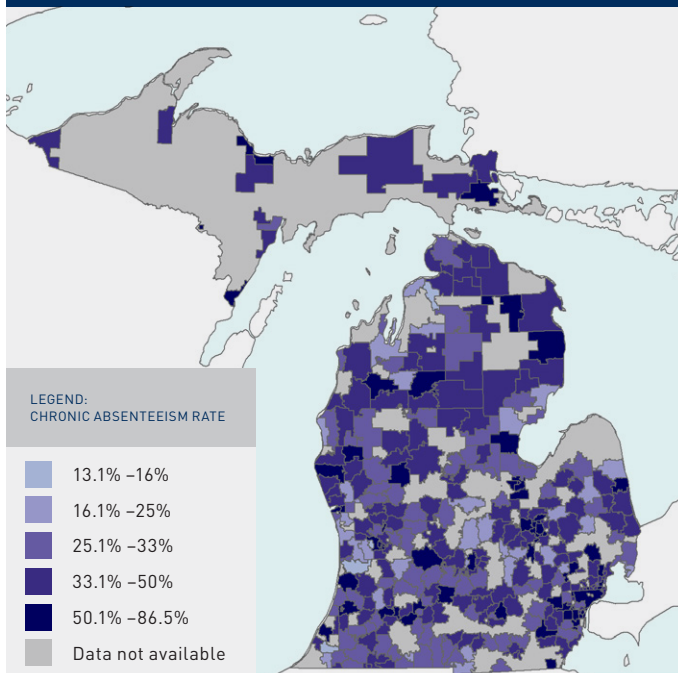 LEGEND:
CHRONIC ABSENTEEISM RATE
13.1% –16%
16.1% –25%
25.1% –33%
33.1% –50%
50.1% –86.5%
Data not available